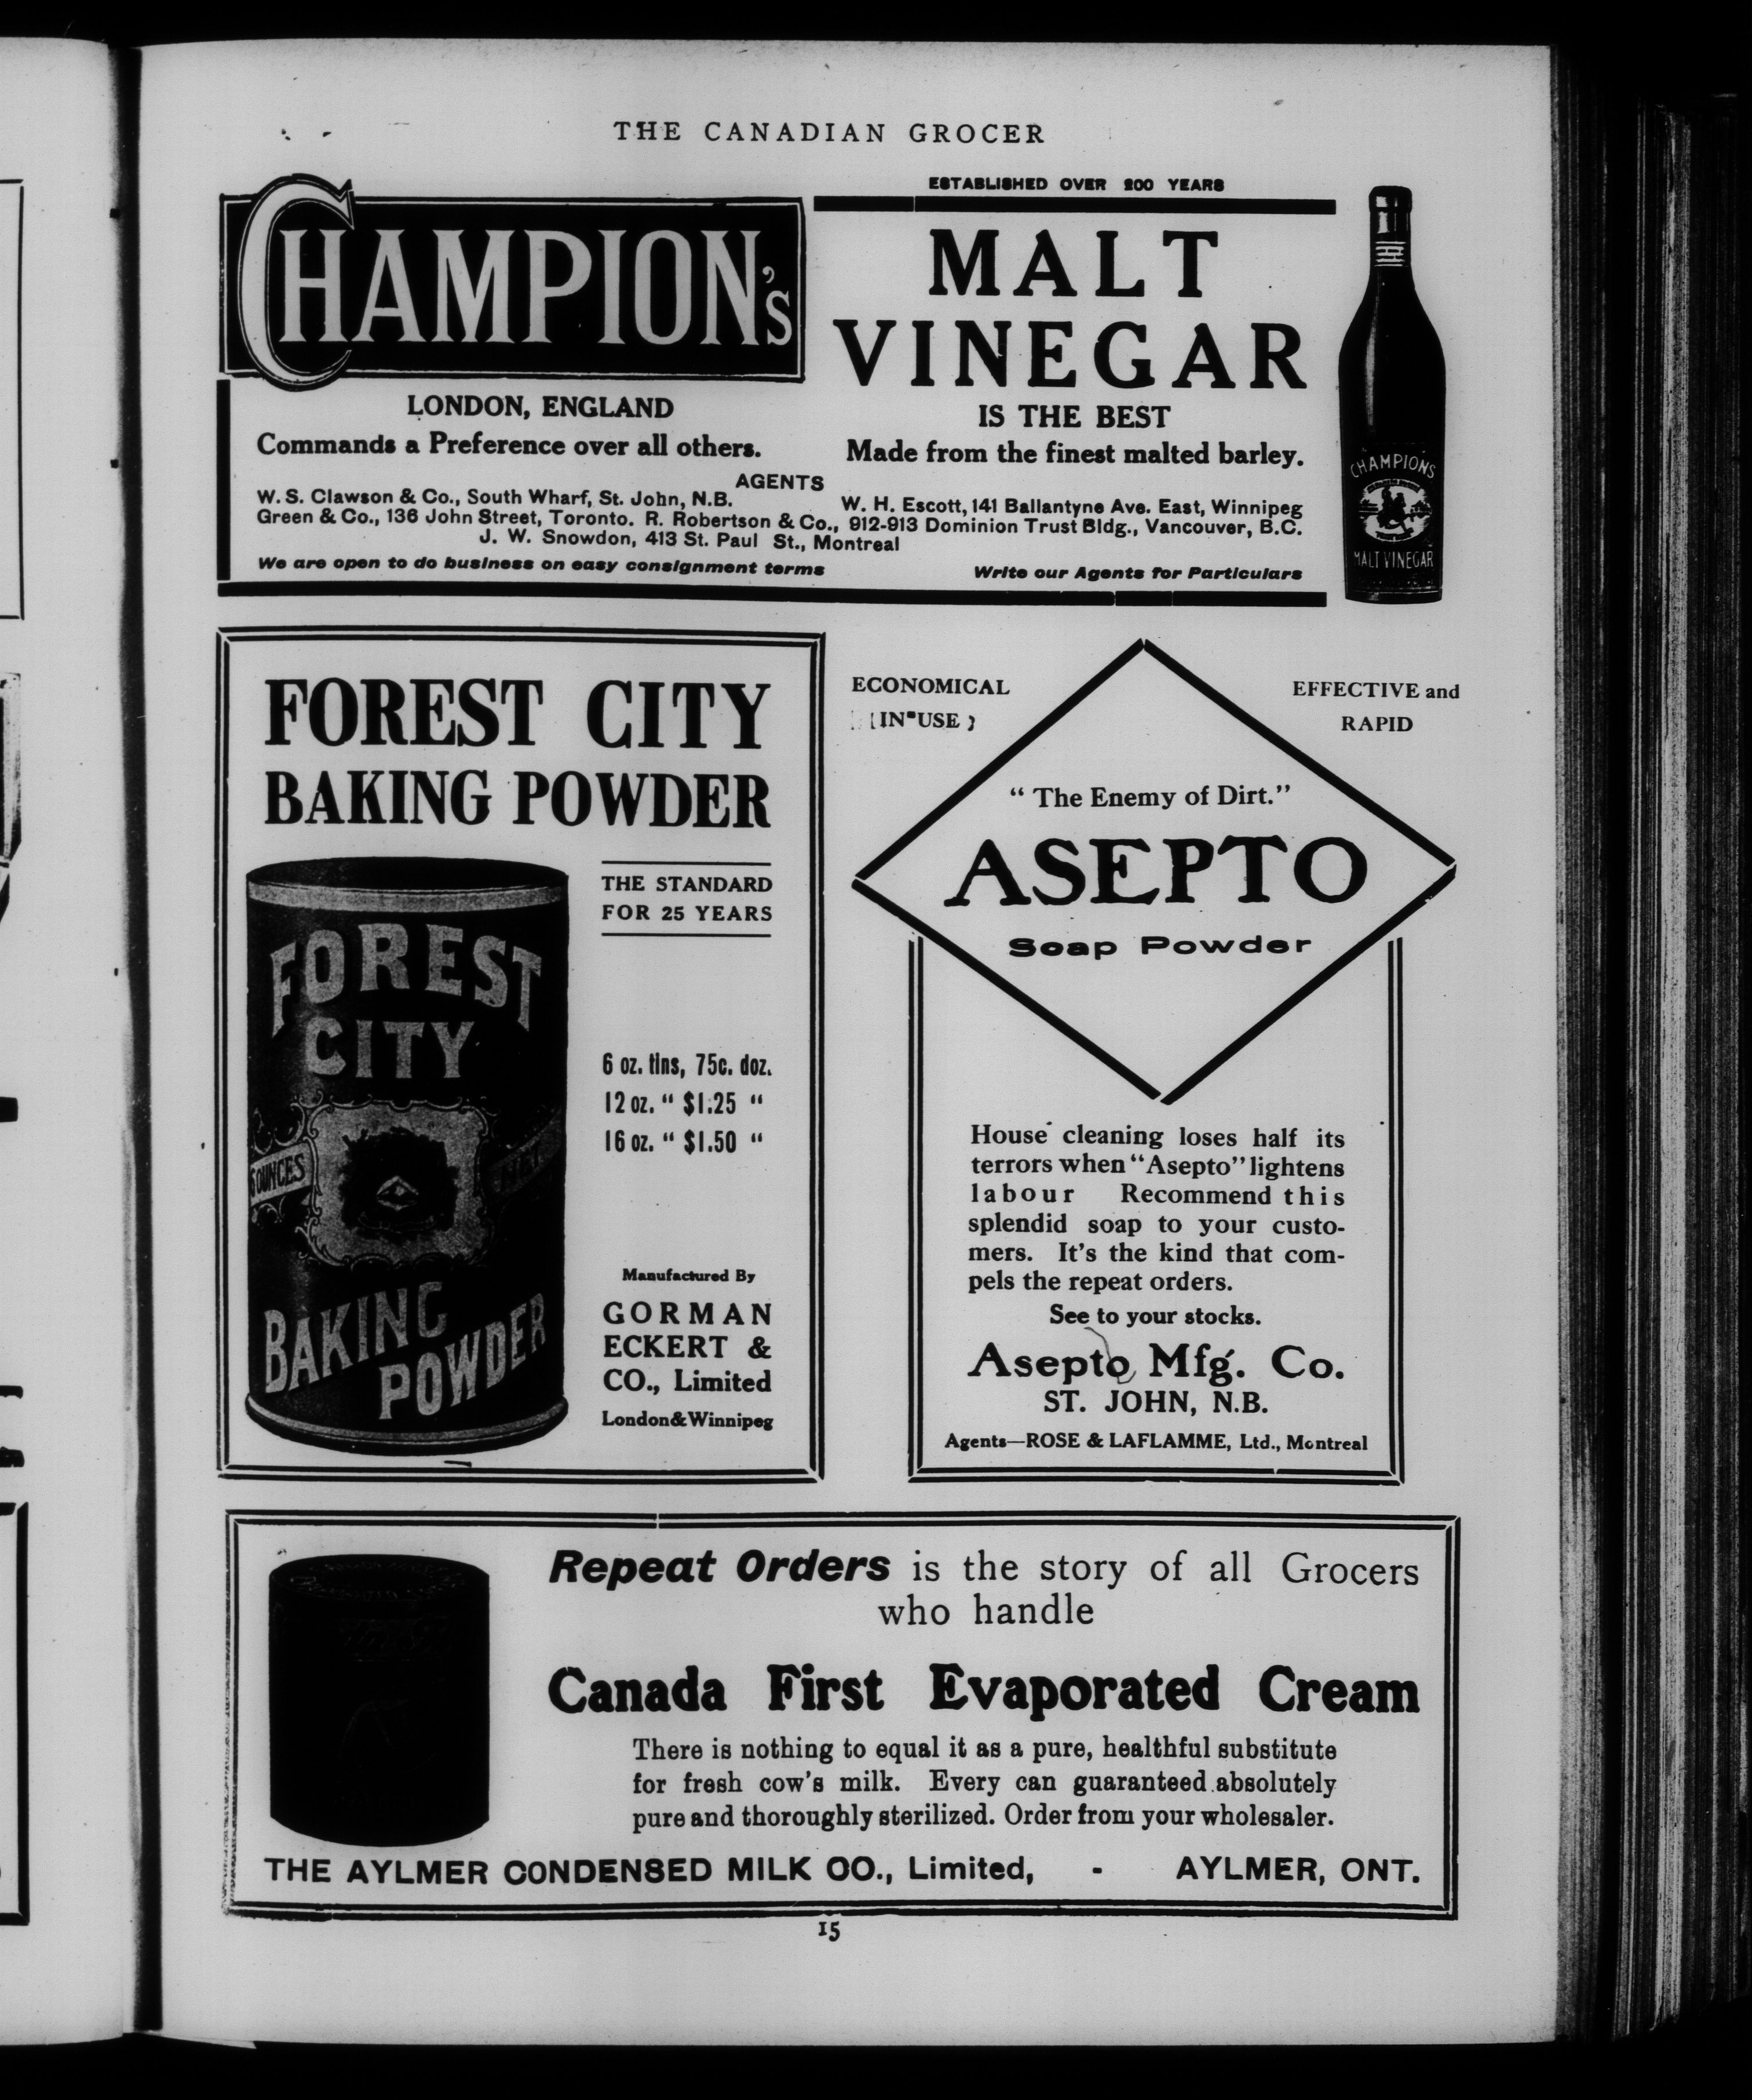 THE CANADIAN GROCER
CHAMPION'S
LONDON, ENGLAND
Commands a Preference over all others.
ESTABLISHED OVER 200 YEARS
MALT
VINEGAR
IS THE BEST
Made from the finest malted barley.
CHAMPIONS
MALT VINEGAR
AGENTS
W. S. Clawson & Co., South Wharf, St. John, N.B. W. H. Escott, 141 Ballantyne Ave. East, Winnipeg
Green & Co., 136 John Street, Toronto. R. Robertson & Co., 912-913 Dominion Trust Bldg., Vancouver, B.C.
J. W. Snowdon, 413 St. Paul St., Montreal
We are open to do business on easy consignment terms Write our Agents for Particulars
FOREST CITY
BAKING POWDER
THE STANDARD
FOR 25 YEARS
FOREST
CITY
OUNCES NET
BAKING
POWDER
6 oz. tins, 75c. doz.
12 oz. " $1.25 "
16 oz. " $1.50 "
Manufactured By
GORMAN
ECKERT &
CO., Limited
London & Winnipeg
ECONOMICAL
IN USE
EFFECTIVE and
RAPID
"The Enemy of Dirt."
ASEPTO
Soap Powder
House cleaning loses half its
terrors when "Asepto" lightens
labour Recommend this
splendid soap to your custo-
mers. It's the kind that com-
pels the repeat orders.
See to your stocks.
Asepto Mfg. Co.
ST. JOHN, N.B.
Agents—ROSE & LAFLAMME, Ltd., Montreal
Repeat Orders is the story of all Grocers
who handle
Canada First Evaporated Cream
There is nothing to equal it as a pure, healthful substitute
for fresh cow's milk. Every can guaranteed absolutely
pure and thoroughly sterilized. Order from your wholesaler.
THE AYLMER CONDENSED MILK CO., Limited, - AYLMER, ONT.
15